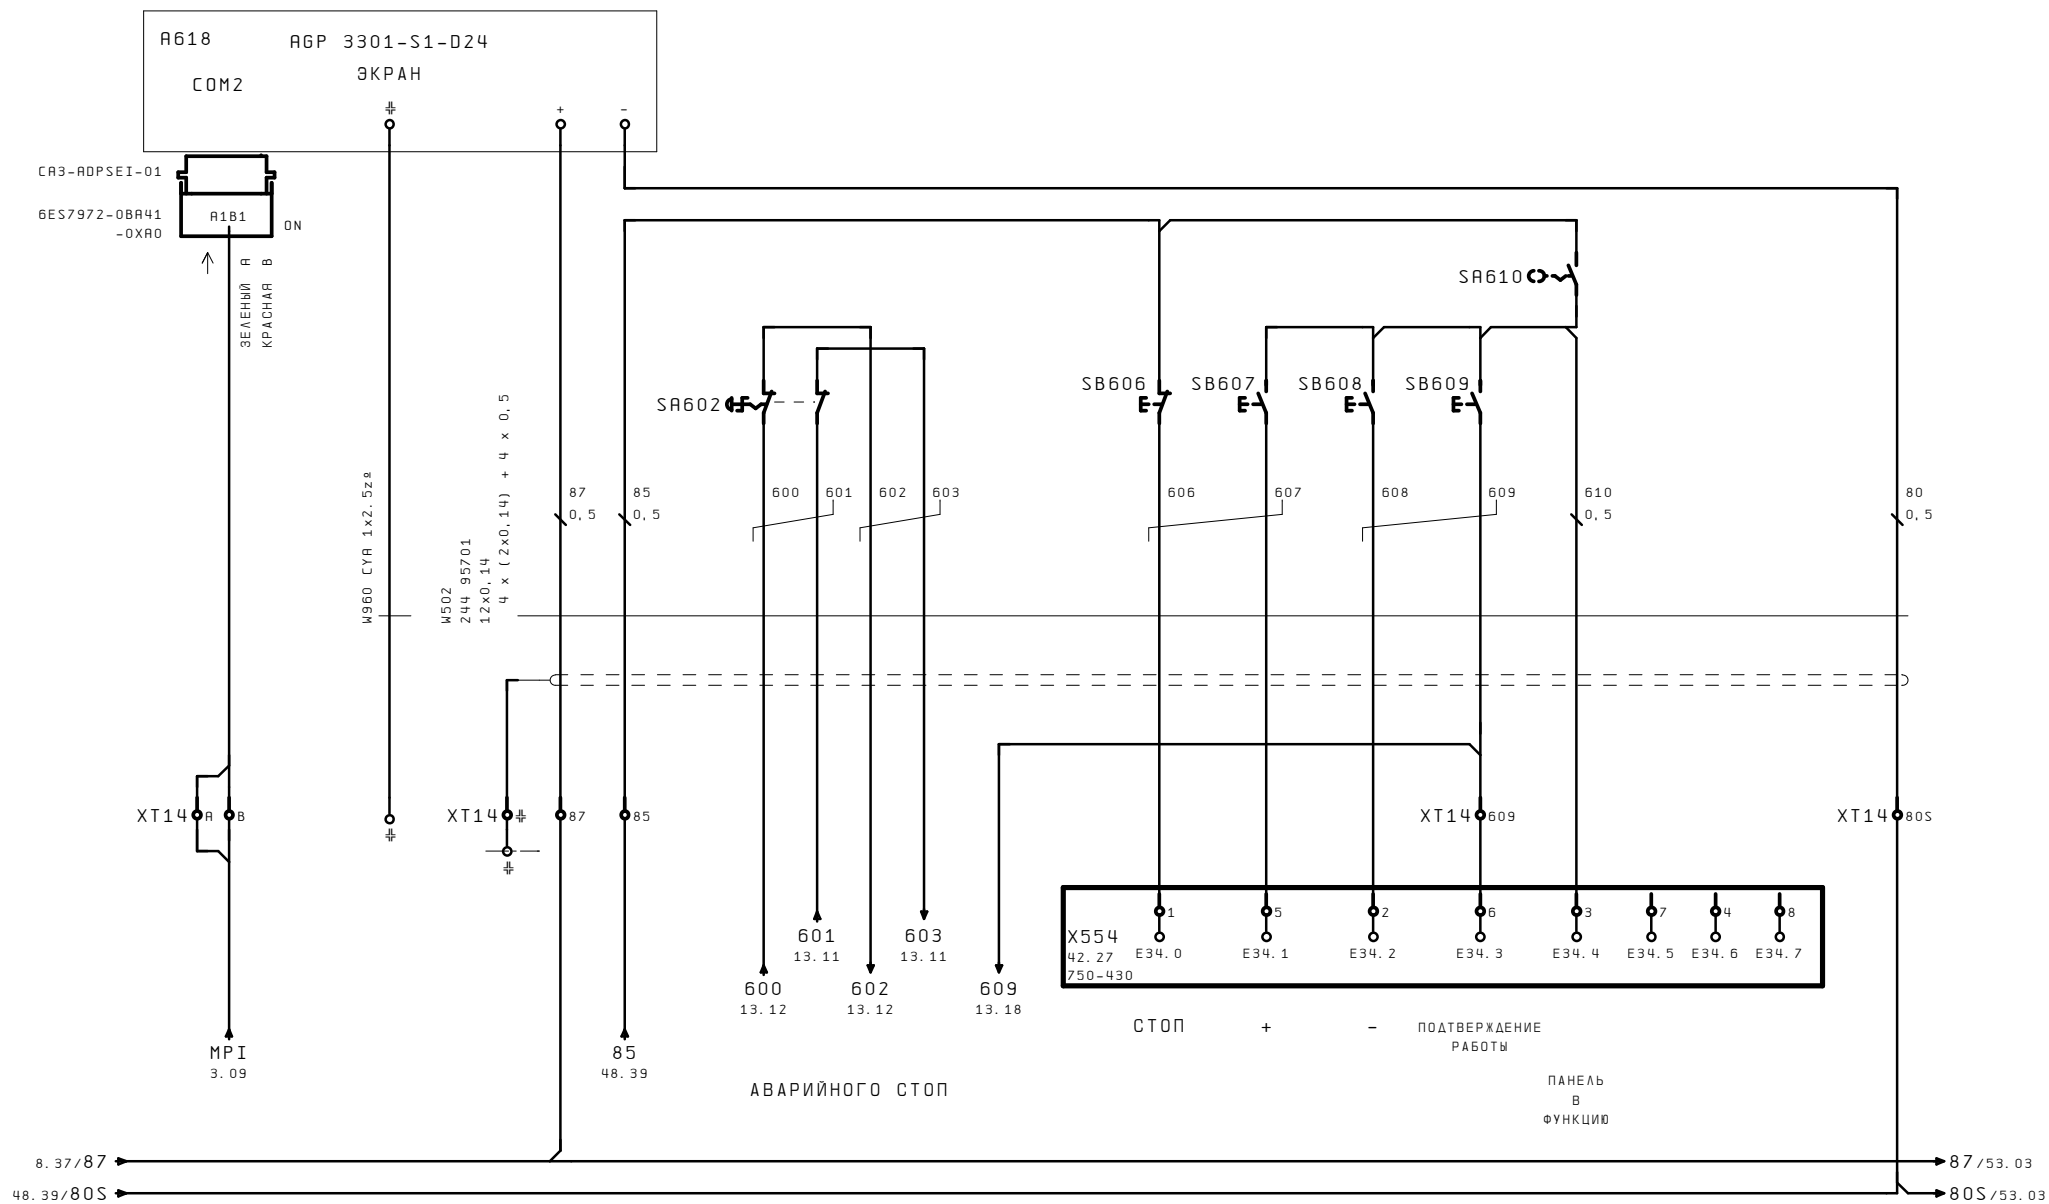 A618
AGP 3301-S1-D24
ЭКРАН
COM2
+
-
CA3-ADPSEI-01
6ES7972-0BA41
-0XA0
A1B1
ON
ЗЕЛЕНЫЙ A
КРАСНАЯ B
SA610
SA602
SB606
SB607
SB608
SB609
W960 CYA 1x2.5zº
W502
244 95701
12x0,14
4 x (2x0,14) + 4 x 0,5
87
0,5
85
0,5
600
601
602
603
606
607
608
609
610
0,5
80
0,5
XT14
A
B
XT14
87
85
XT14
609
XT14
80S
601
13.11
603
13.11
600
13.12
602
13.12
609
13.18
X554
42.27
750-430
1
5
2
6
3
7
4
8
E34.0
E34.1
E34.2
E34.3
E34.4
E34.5
E34.6
E34.7
СТОП
+
-
ПОДТВЕРЖДЕНИЕ
РАБОТЫ
MPI
3.09
85
48.39
АВАРИЙНОГО СТОП
ПАНЕЛЬ
В
ФУНКЦИЮ
8.37/87
87/53.03
48.39/80S
80S/53.03